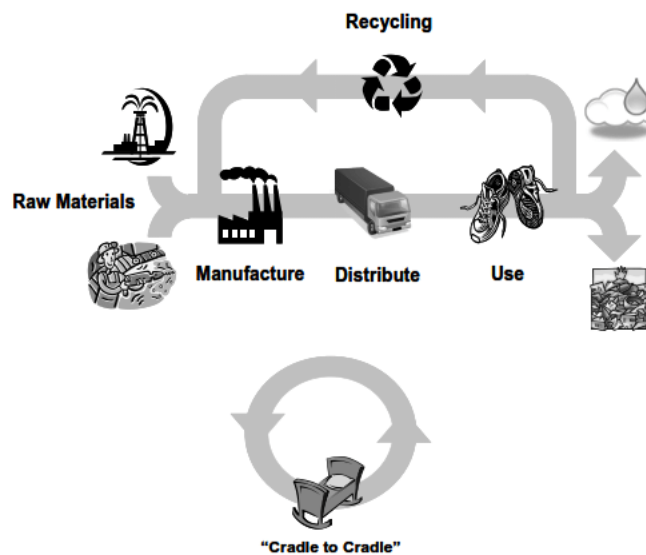 Recycling
Raw Materials
Manufacture
Distribute
Use
“Cradle to Cradle”